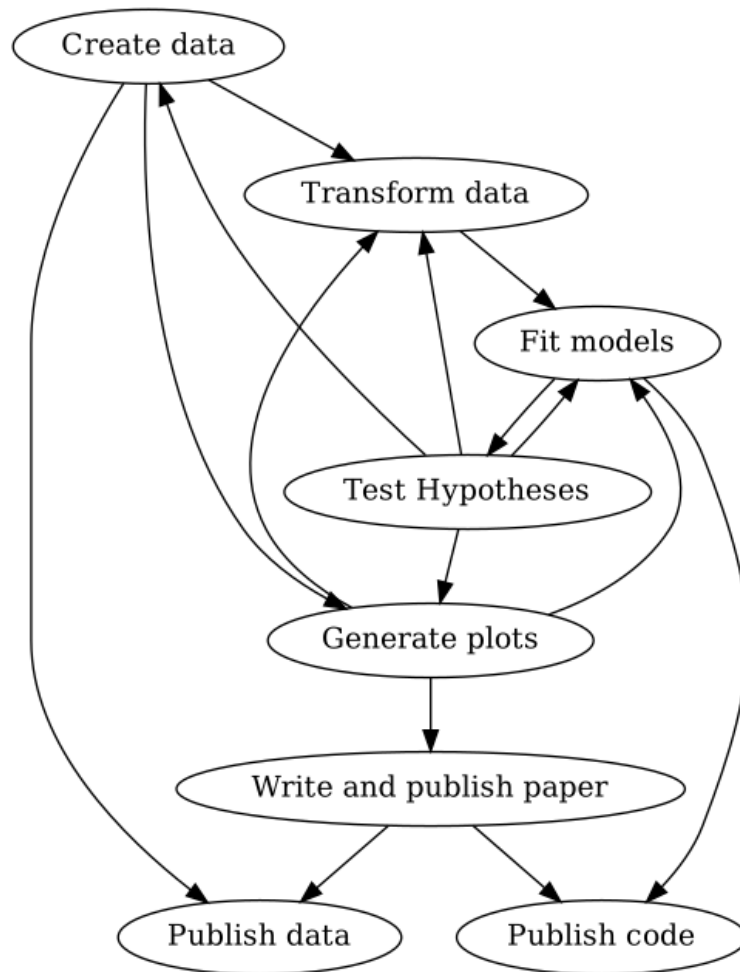 Create data
Transform data
Fit models
Test Hypotheses
Generate plots
Write and publish paper
Publish data
Publish code